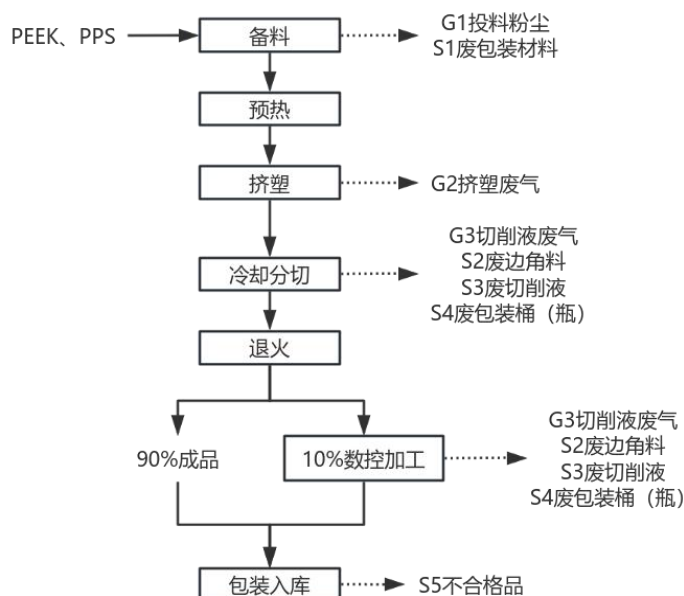 PEEK、PPS
备料
G1投料粉尘
S1废包装材料
预热
挤塑
G2挤塑废气
冷却分切
G3切削液废气
S2废边角料
S3废切削液
S4废包装桶（瓶）
退火
90%成品
10%数控加工
G3切削液废气
S2废边角料
S3废切削液
S4废包装桶（瓶）
包装入库
S5不合格品